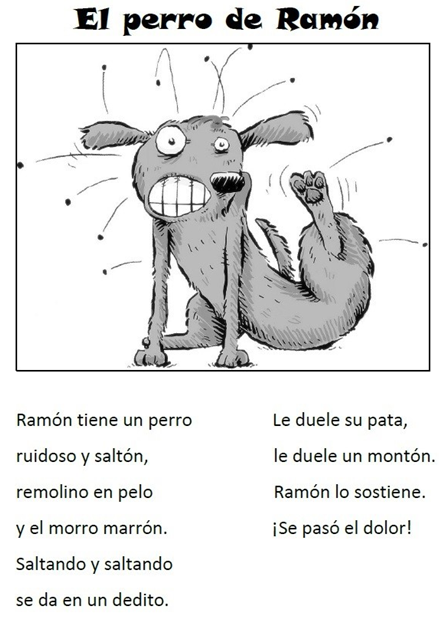 El perro de Ramón
Ramón tiene un perro
ruidoso y saltón,
remolino en pelo
y el morro marrón.
Saltando y saltando
se da en un dedito.
Le duele su pata,
le duele un montón.
Ramón lo sostiene.
¡Se pasó el dolor!